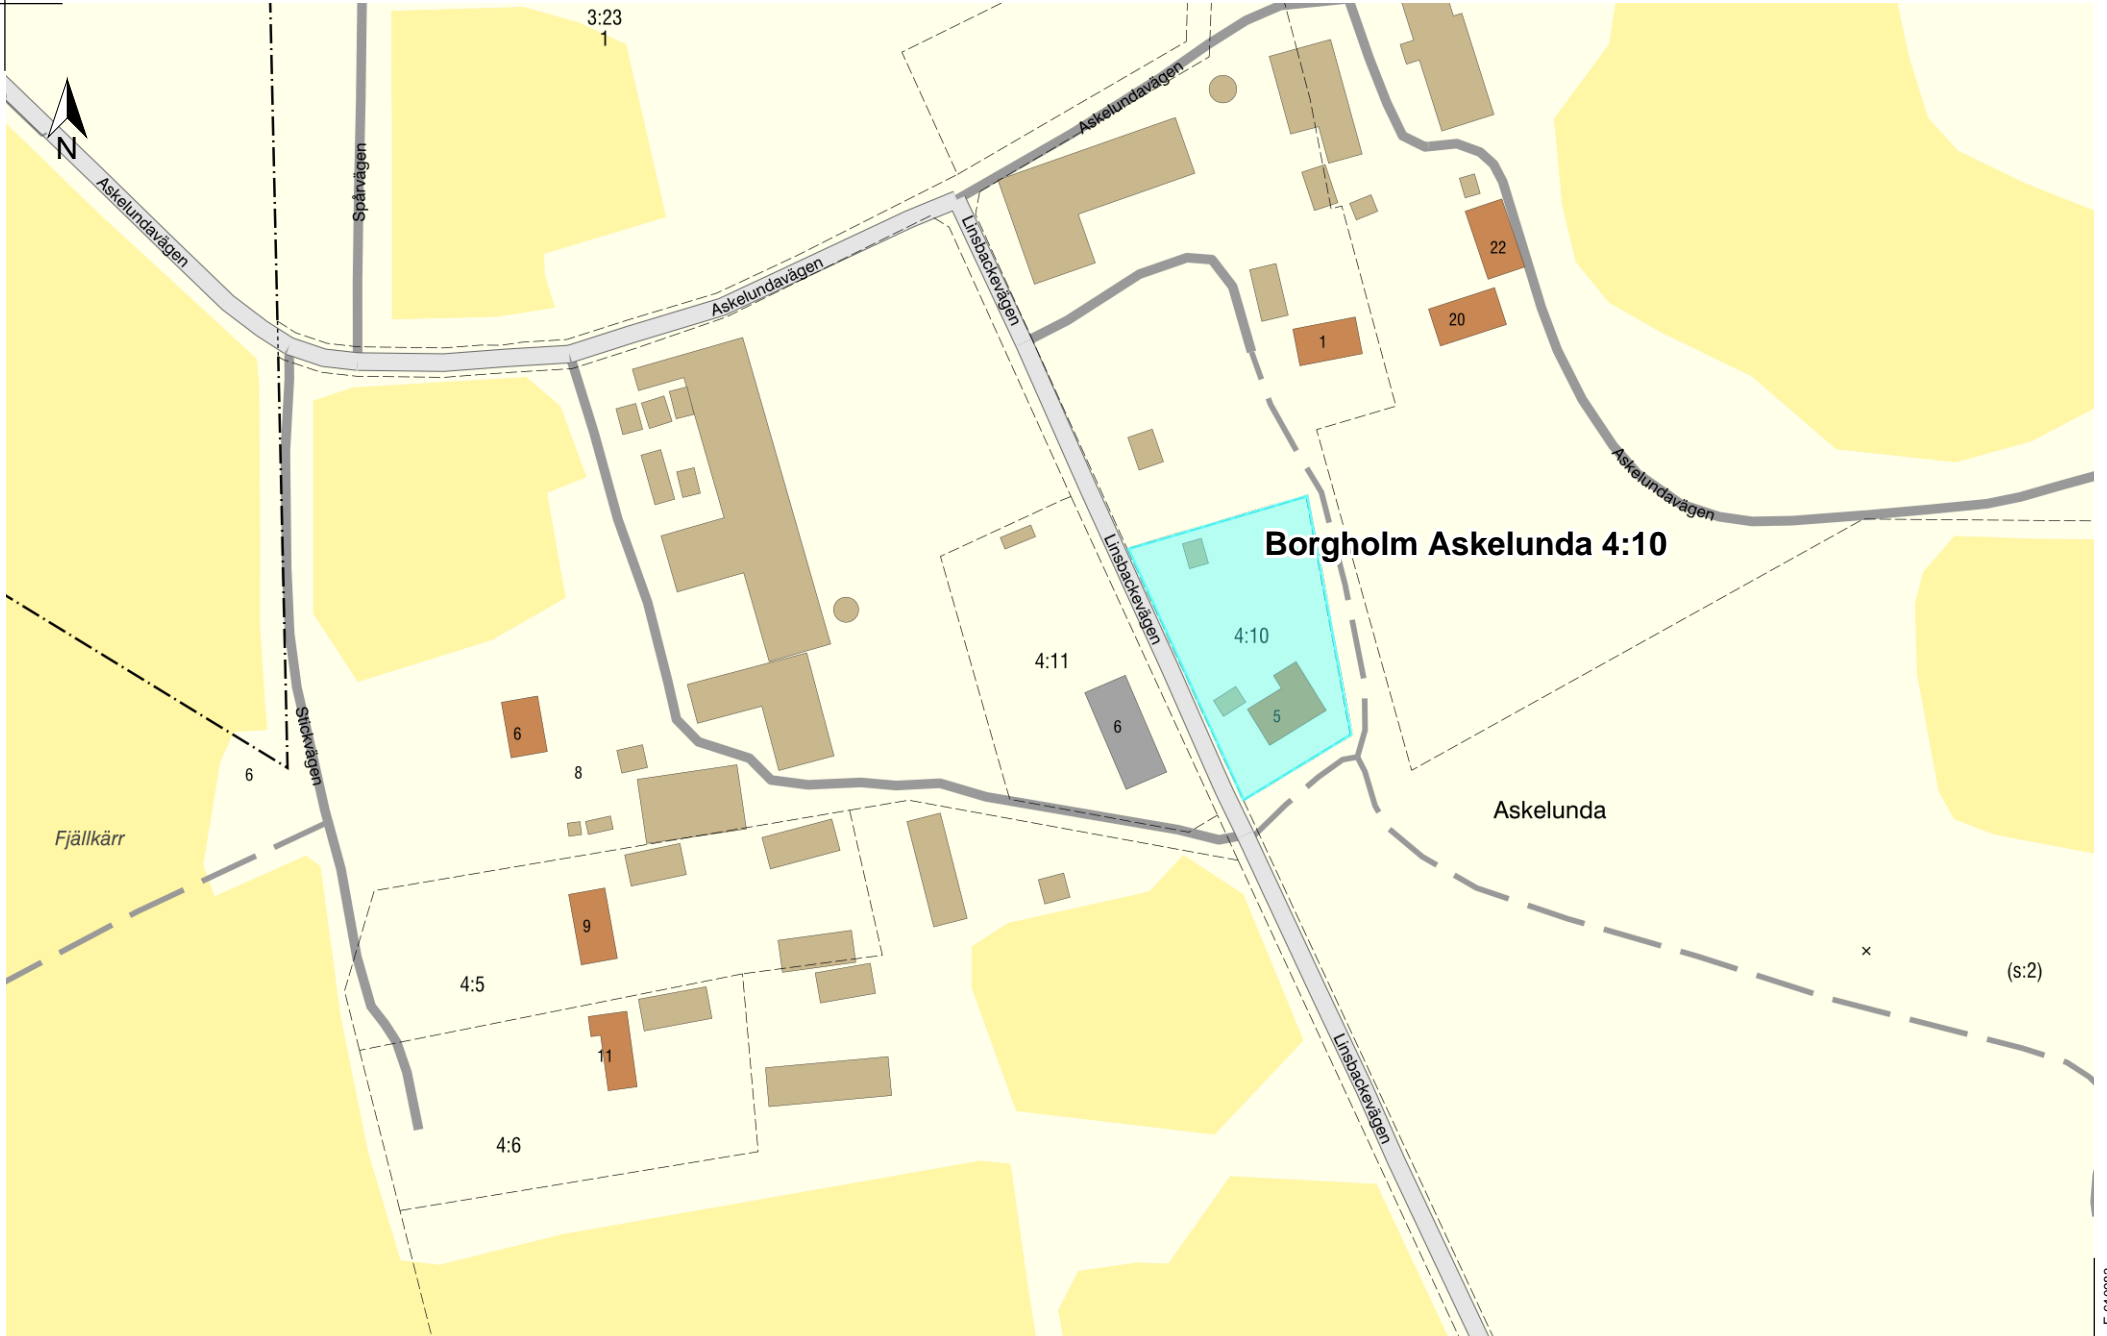 3:23
1
N
Askelundavägen
Spårvägen
Askelundavägen
Linsbackevägen
Askelundavägen
22
20
1
Askelundavägen
Borgholm Askelunda 4:10
Linsbackevägen
4:10
4:11
5
6
6
8
Stickvägen
6
Fjällkärr
Askelunda
9
4:5
(s:2)
11
4:6
Linsbackevägen